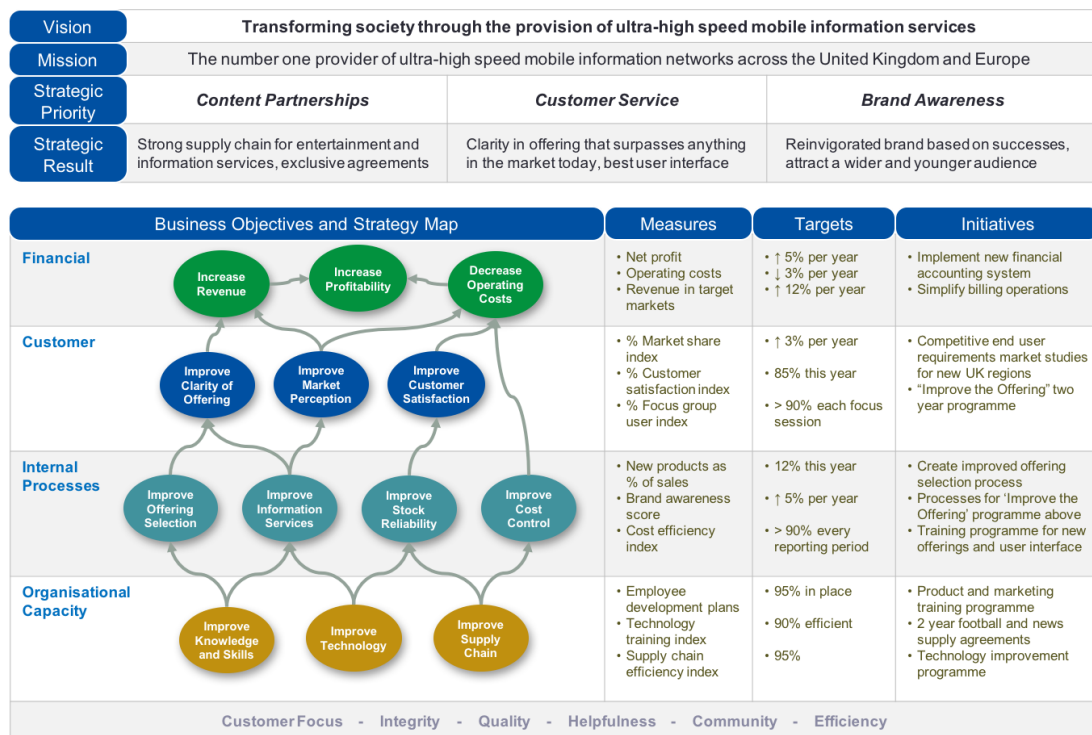 Vision
Transforming society through the provision of ultra-high speed mobile information services
Mission
The number one provider of ultra-high speed mobile information networks across the United Kingdom and Europe
Strategic
Priority
Content Partnerships
Customer Service
Brand Awareness
Strategic
Result
Strong supply chain for entertainment and
information services, exclusive agreements
Clarity in offering that surpasses anything
in the market today, best user interface
Reinvigorated brand based on successes,
attract a wider and younger audience
Business Objectives and Strategy Map
Measures
Targets
Initiatives
Financial
Increase
Revenue
Increase
Profitability
Decrease
Operating
Costs
• Net profit
• Operating costs
• Revenue in target
markets
• ↑ 5% per year
• ↓ 3% per year
• ↑ 12% per year
• Implement new financial
accounting system
• Simplify billing operations
Customer
Improve
Clarity of
Offering
Improve
Market
Perception
Improve
Customer
Satisfaction
• % Market share
index
• % Customer
satisfaction index
• % Focus group
user index
• ↑ 3% per year
• 85% this year
• > 90% each focus
session
• Competitive end user
requirements market studies
for new UK regions
• “Improve the Offering” two
year programme
Internal
Processes
Improve
Offering
Selection
Improve
Information
Services
Improve
Stock
Reliability
Improve
Cost
Control
• New products as
% of sales
• Brand awareness
score
• Cost efficiency
index
• 12% this year
• ↑ 5% per year
• > 90% every
reporting period
• Create improved offering
selection process
• Processes for ‘Improve the
Offering’ programme above
• Training programme for new
offerings and user interface
Organisational
Capacity
Improve
Knowledge
and Skills
Improve
Technology
Improve
Supply
Chain
• Employee
development plans
• Technology
training index
• Supply chain
efficiency index
• 95% in place
• 90% efficient
• 95%
• Product and marketing
training programme
• 2 year football and news
supply agreements
• Technology improvement
programme
Customer Focus - Integrity - Quality - Helpfulness - Community - Efficiency